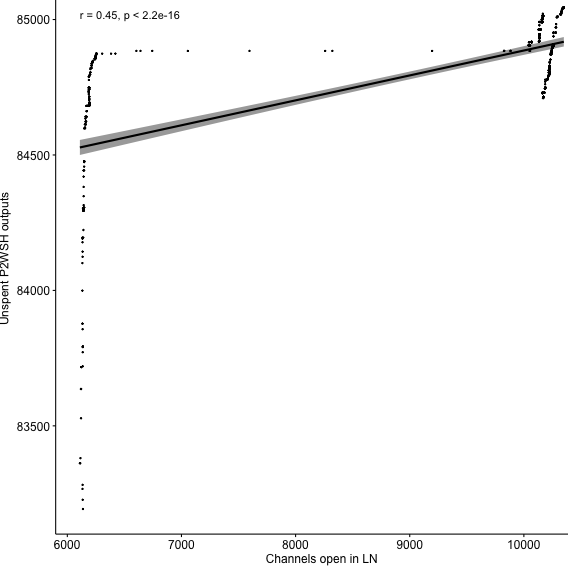 r = 0.45, p < 2.2e-16
85000
84500
84000
83500
Unspent P2WSH outputs
6000 7000 8000 9000 10000
Channels open in LN